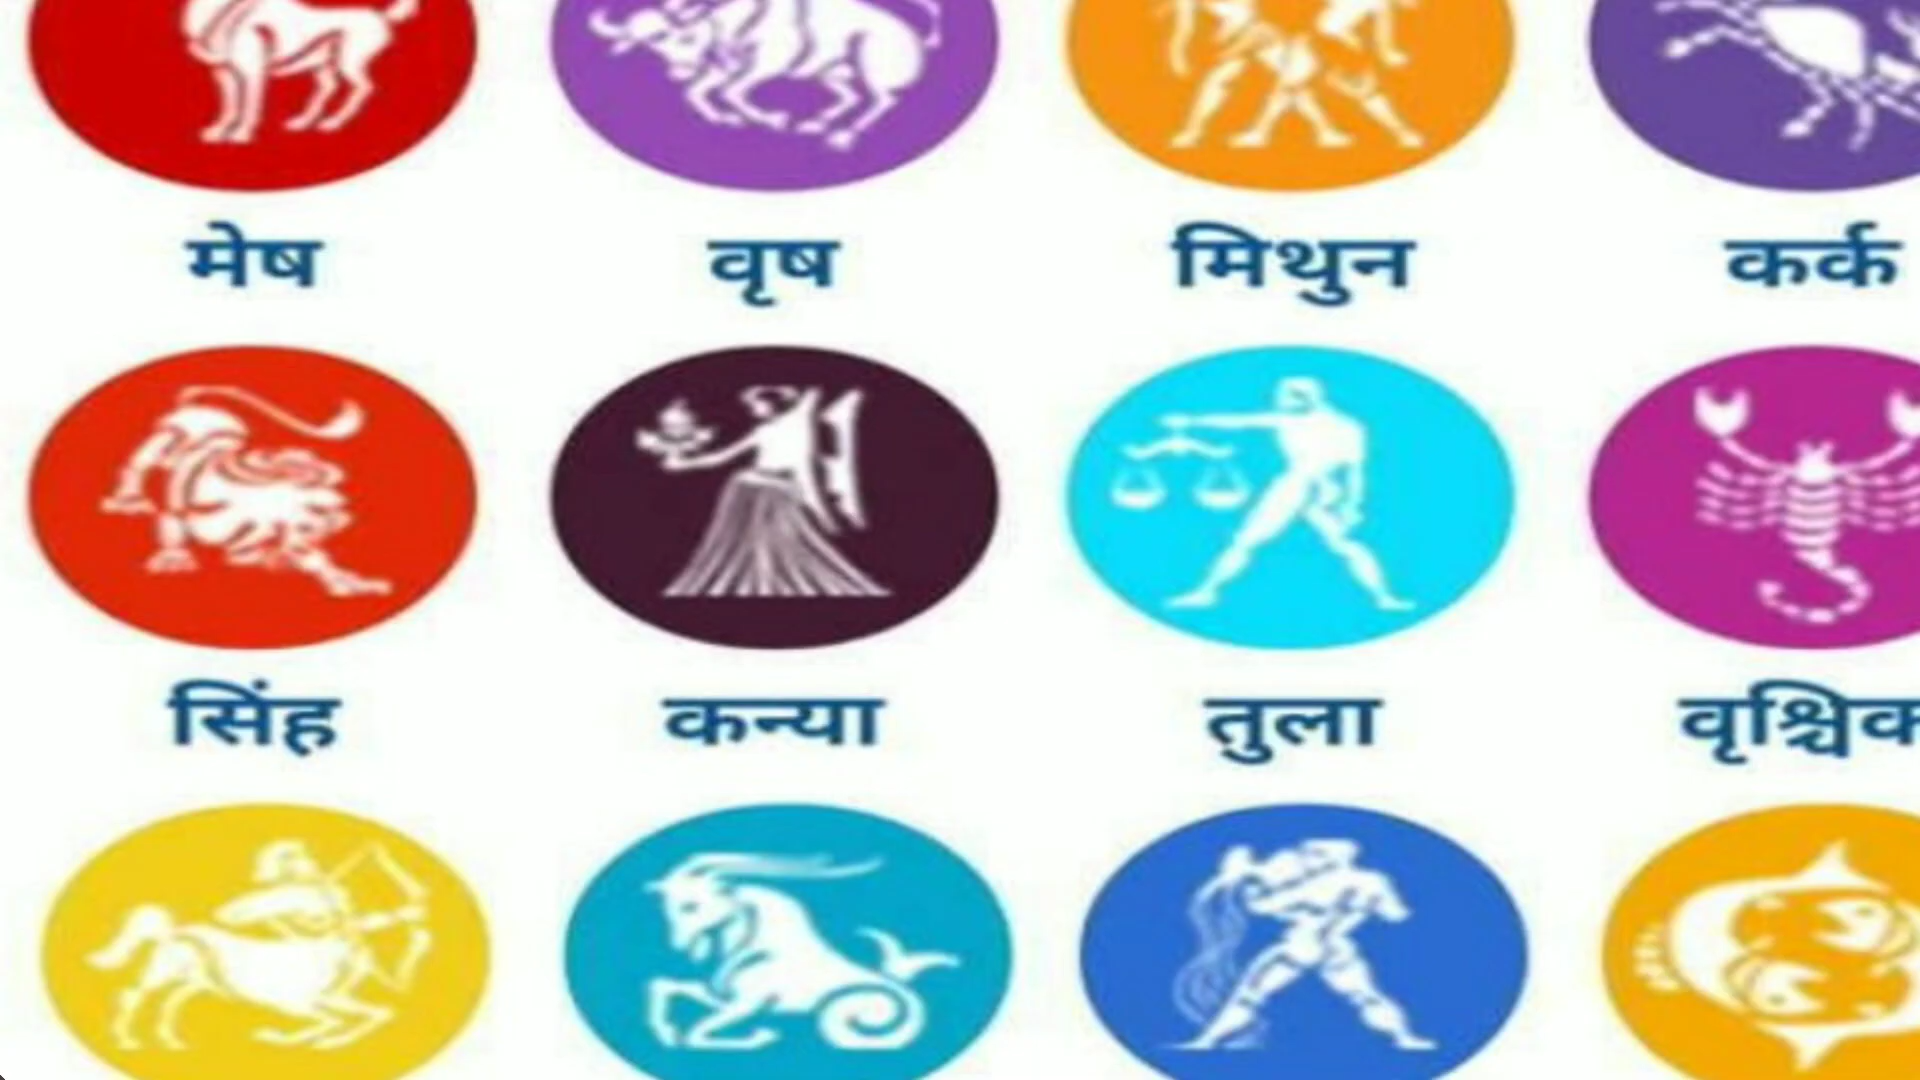 मेष वृष मिथुन कर्क
सिंह कन्या तुला वृश्चिक